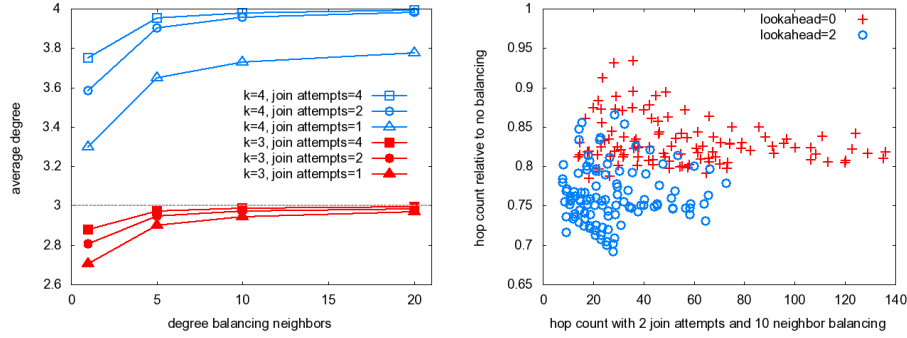 4
3.8
3.6
3.4
3.2
3
2.8
2.6
average degree
k=4, join attempts=4
k=4, join attempts=2
k=4, join attempts=1
k=3, join attempts=4
k=3, join attempts=2
k=3, join attempts=1
0 5 10 15 20
degree balancing neighbors
1
0.95
0.9
0.85
0.8
0.75
0.7
0.65
hop count relative to no balancing
lookahead=0
lookahead=2
0 20 40 60 80 100 120 140
hop count with 2 join attempts and 10 neighbor balancing